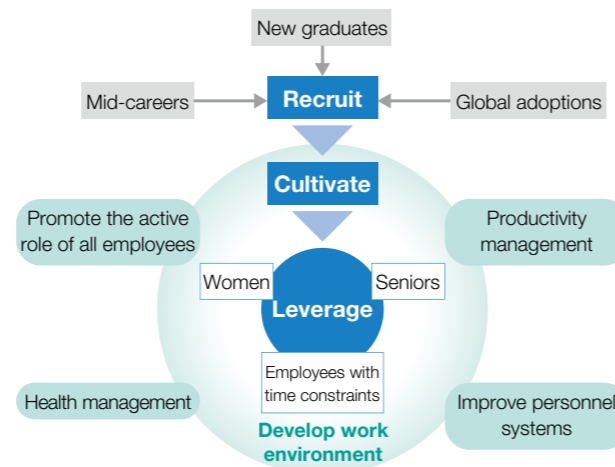 New graduates
Mid-careers
Recruit
Global adoptions
Cultivate
Promote the active
role of all employees
Productivity
management
Women
Seniors
Leverage
Employees with
time constraints
Health management
Improve personnel
systems
Develop work
environment